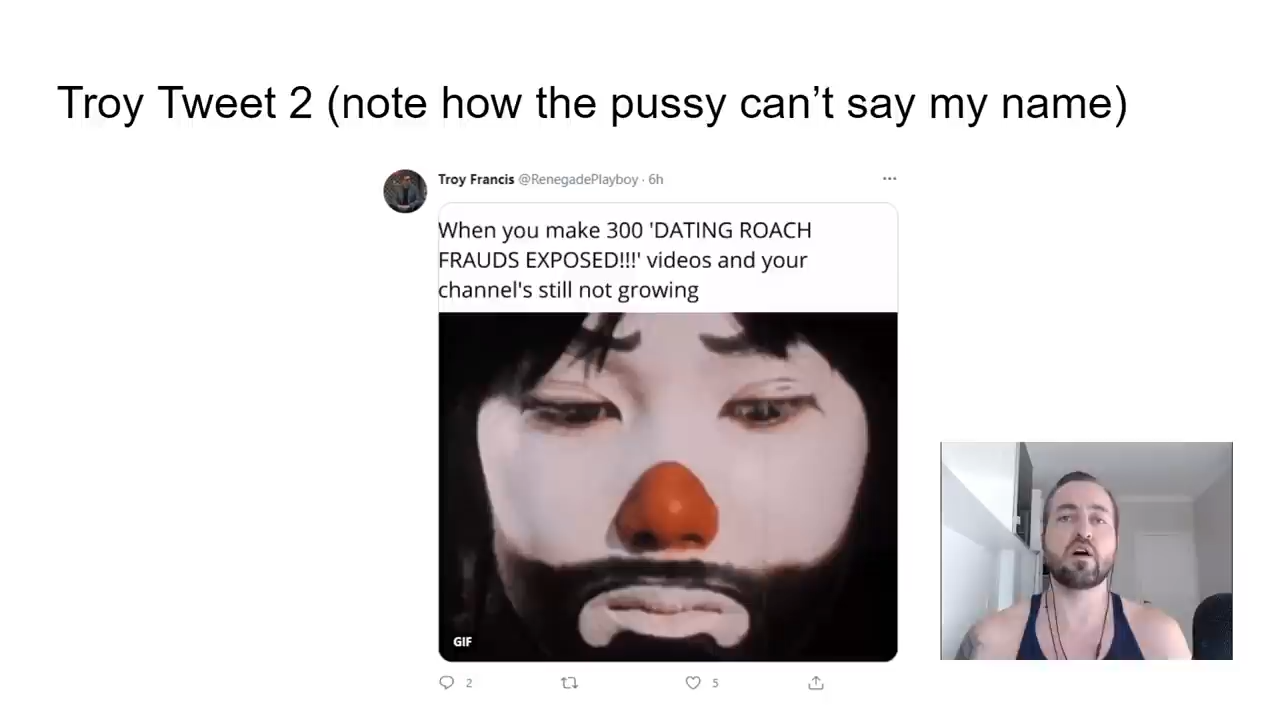 Troy Tweet 2 (note how the pussy can’t say my name)
Troy Francis @RenegadePlayboy · 6h
When you make 300 'DATING ROACH
FRAUDS EXPOSED!!!' videos and your
channel's still not growing
GIF
2
5